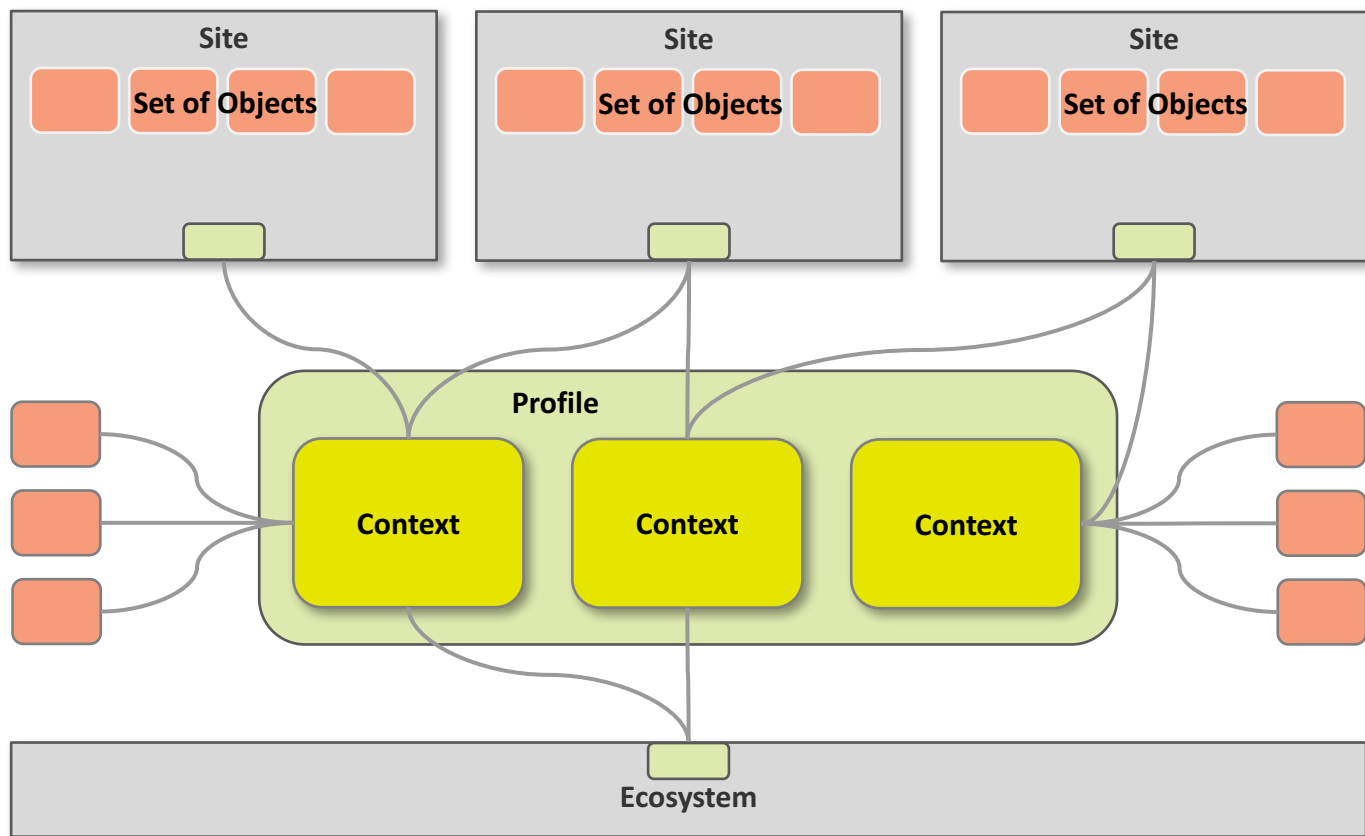 Site
Site
Site
Set of Objects
Set of Objects
Set of Objects
Profile
Context
Context
Context
Ecosystem